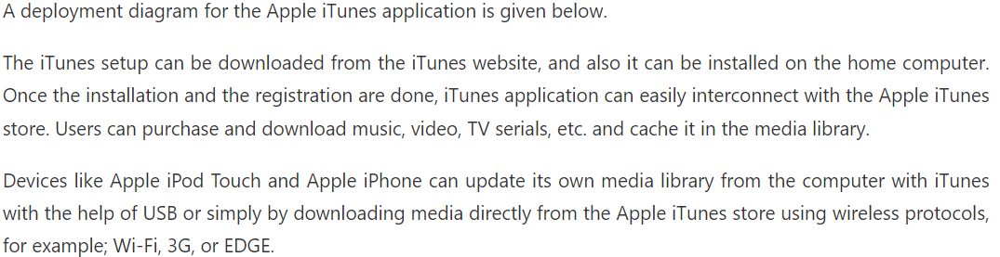 A deployment diagram for the Apple iTunes application is given below.
The iTunes setup can be downloaded from the iTunes website, and also it can be installed on the home computer.
Once the installation and the registration are done, iTunes application can easily interconnect with the Apple iTunes
store. Users can purchase and download music, video, TV serials, etc. and cache it in the media library.
Devices like Apple iPod Touch and Apple iPhone can update its own media library from the computer with iTunes
with the help of USB or simply by downloading media directly from the Apple iTunes store using wireless protocols,
for example; Wi-Fi, 3G, or EDGE.